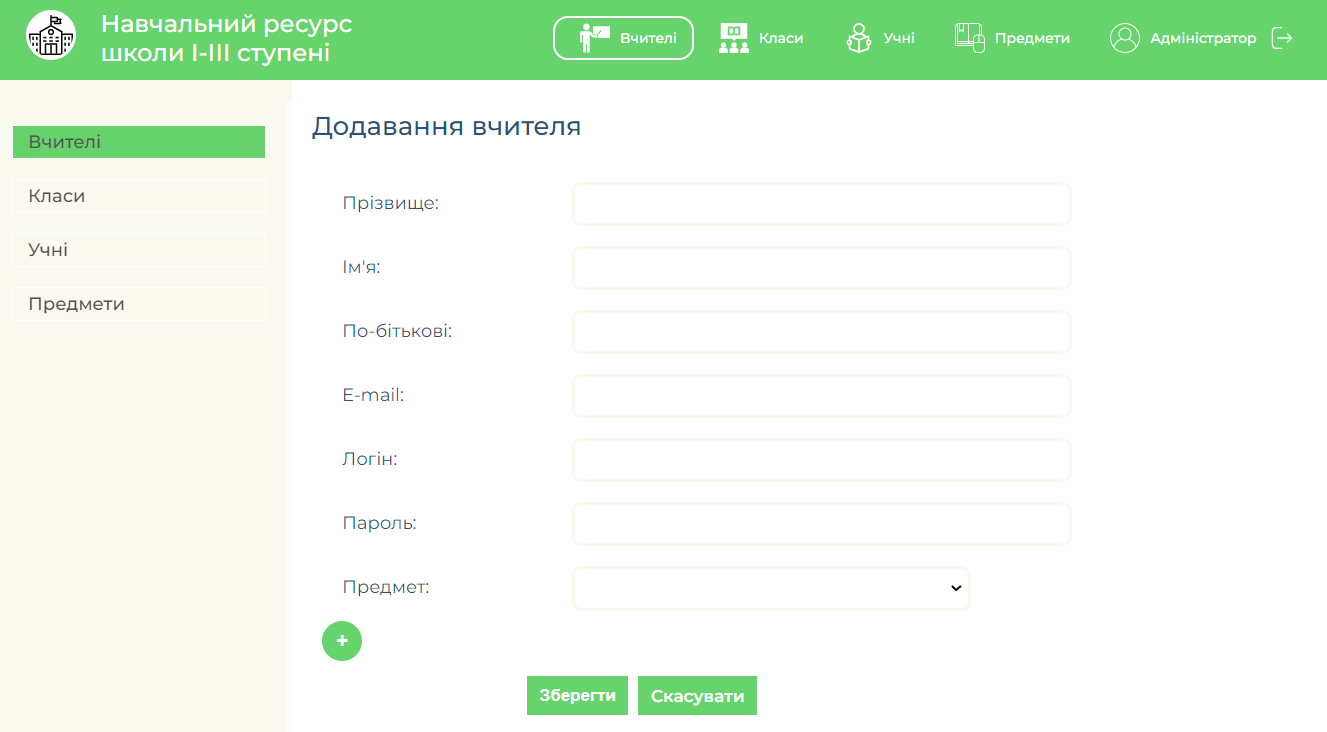 Навчальний ресурс
школи І-ІІІ ступені
Вчителі
Класи
Учні
Предмети
Адміністратор
Вчителі
Класи
Учні
Предмети
Додавання вчителя
Прізвище:
Ім'я:
По-бітькові:
E-mail:
Логін:
Пароль:
Предмет:
+
Зберегти
Скасувати